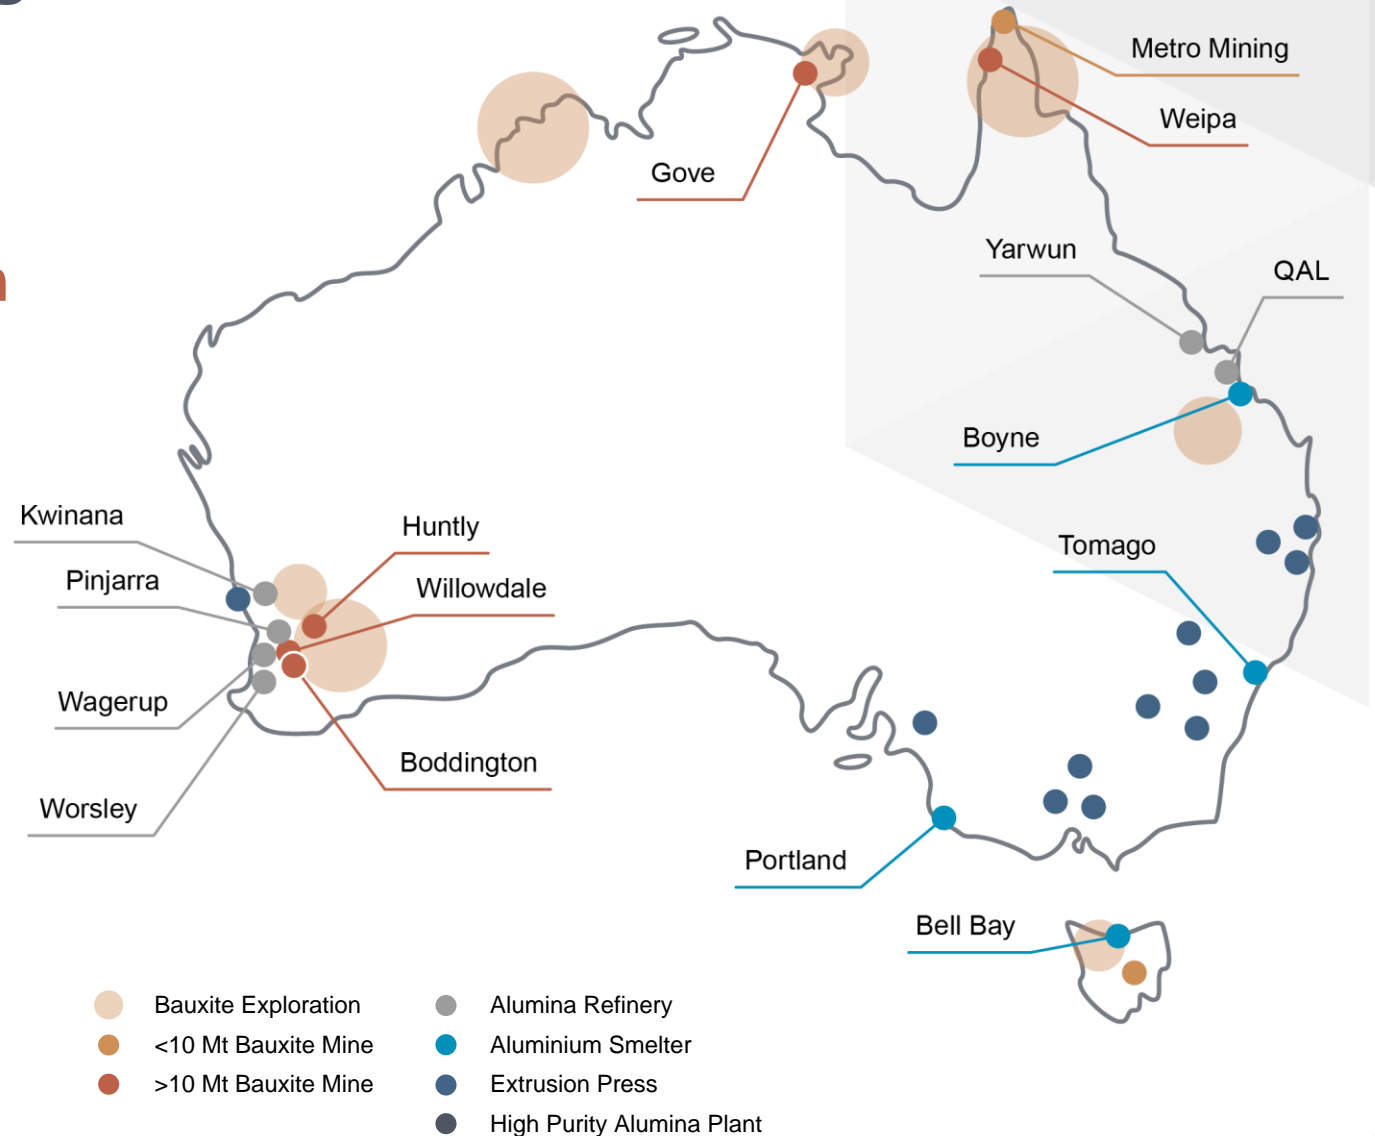 Metro Mining
Weipa
Gove
Yarwun
QAL
Boyne
Kwinana
Huntly
Tomago
Pinjarra
Willowdale
Wagerup
Boddington
Worsley
Portland
Bell Bay
Bauxite Exploration
<10 Mt Bauxite Mine
>10 Mt Bauxite Mine
Alumina Refinery
Aluminium Smelter
Extrusion Press
High Purity Alumina Plant